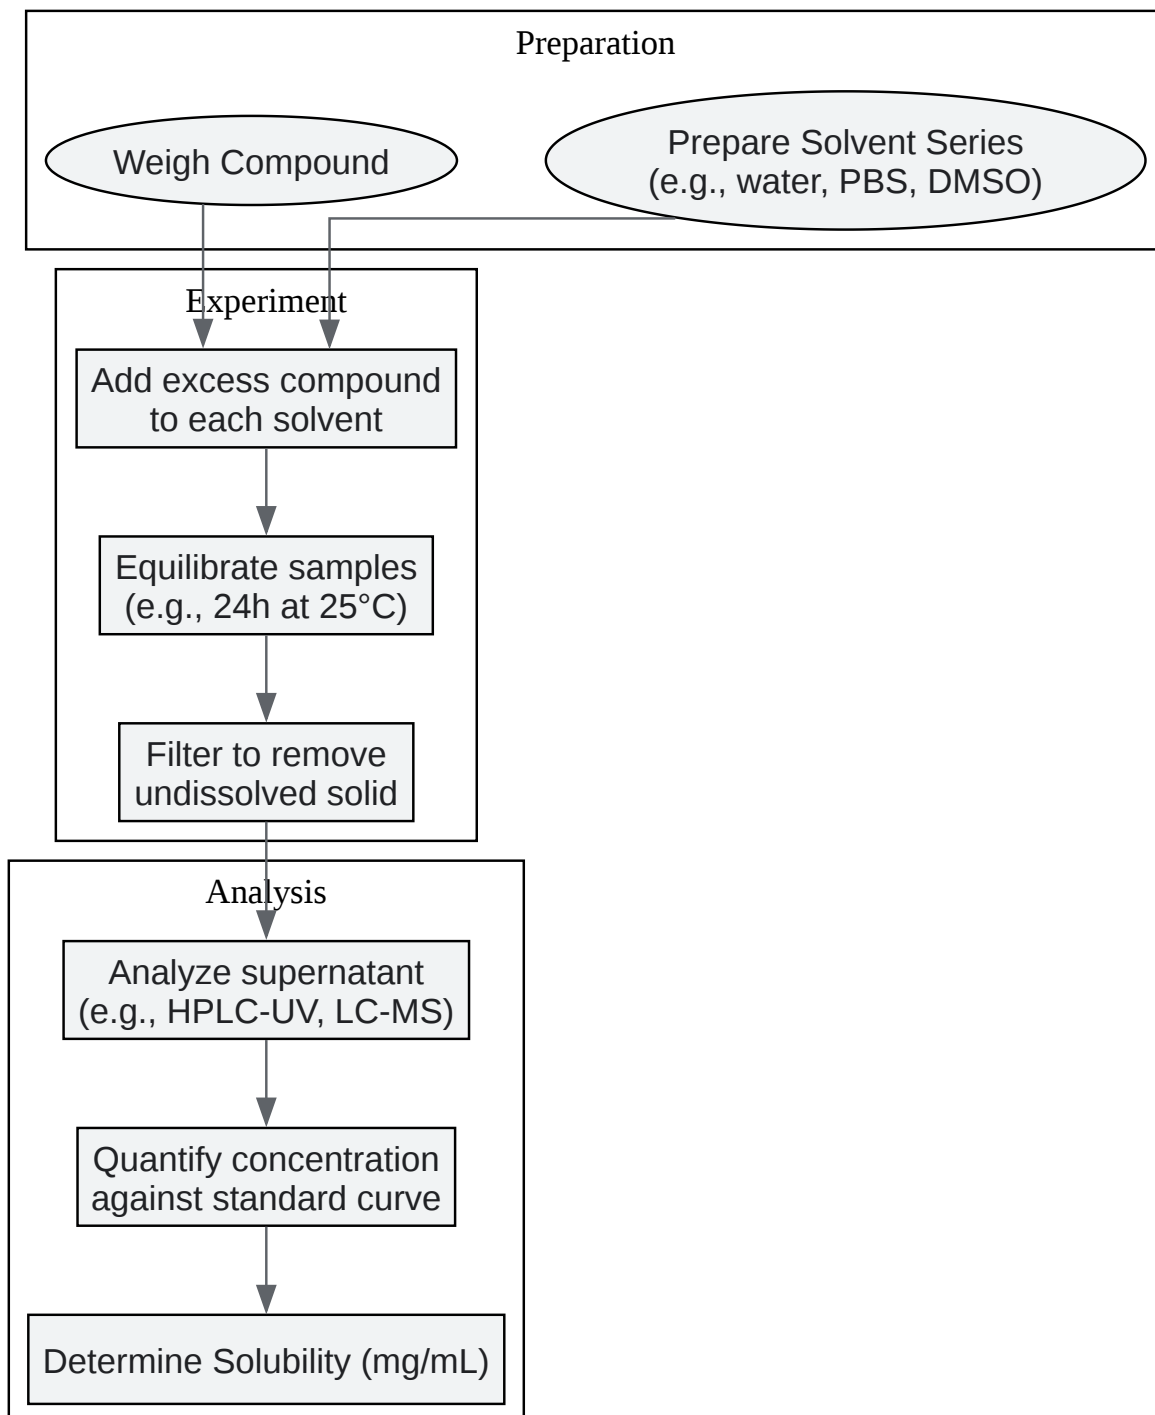 Preparation
Weigh Compound
Prepare Solvent Series
(e.g., water, PBS, DMSO)
Experiment
Add excess compound
to each solvent
Equilibrate samples
(e.g., 24h at 25°C)
Filter to remove
undissolved solid
Analysis
Analyze supernatant
(e.g., HPLC-UV, LC-MS)
Quantify concentration
against standard curve
Determine Solubility (mg/mL)